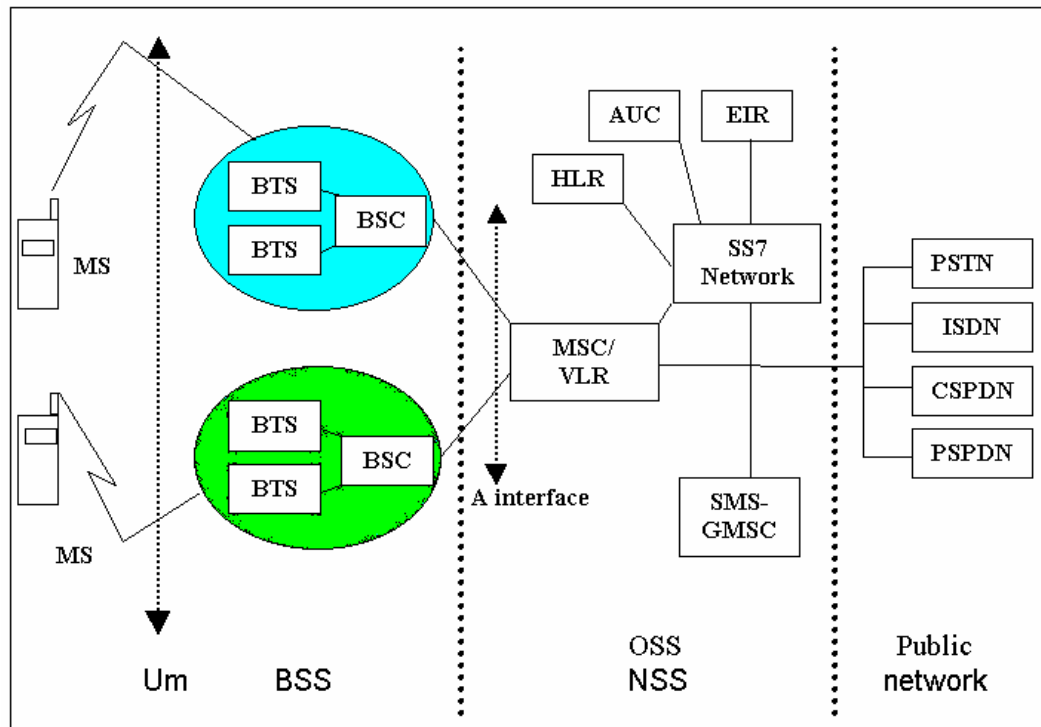 MS
BTS
BTS
BSC
MS
BTS
BTS
BSC
Um
BSS
AUC
EIR
HLR
SS7
Network
MSC/
VLR
A interface
SMS-
GMSC
OSS
NSS
PSTN
ISDN
CSPDN
PSPDN
Public
network